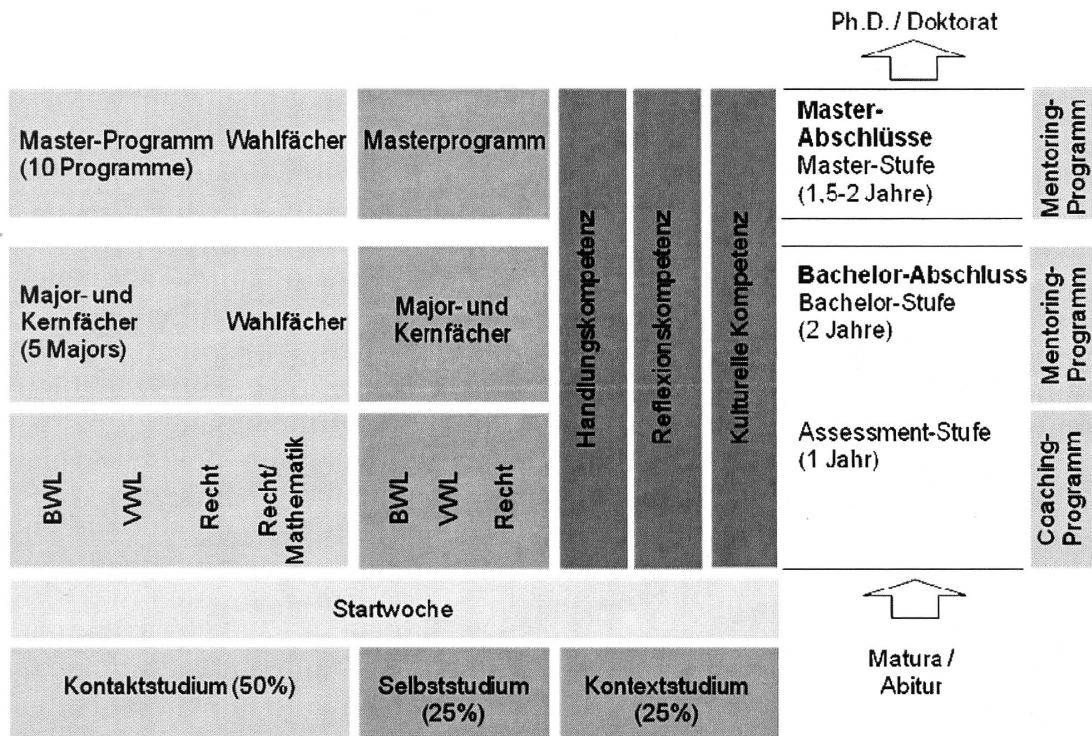 Ph.D. / Doktorat
Master-Programm Wahlfächer
(10 Programme)
Masterprogramm
Handlungskompetenz
Reflexionskompetenz
Kulturelle Kompetenz
Master-
Abschlüsse
Master-Stufe
(1,5-2 Jahre)
Mentoring-
Programm
Major- und
Kernfächer Wahlfächer
(5 Majors)
Major- und
Kernfächer
Bachelor-Abschluss
Bachelor-Stufe
(2 Jahre)
Mentoring-
Programm
BWL
VWL
Recht
Recht/
Mathematik
BWL
VWL
Recht
Assessment-Stufe
(1 Jahr)
Coaching-
Programm
Startwoche
Kontaktstudium (50%)
Selbststudium
(25%)
Kontextstudium
(25%)
Matura /
Abitur